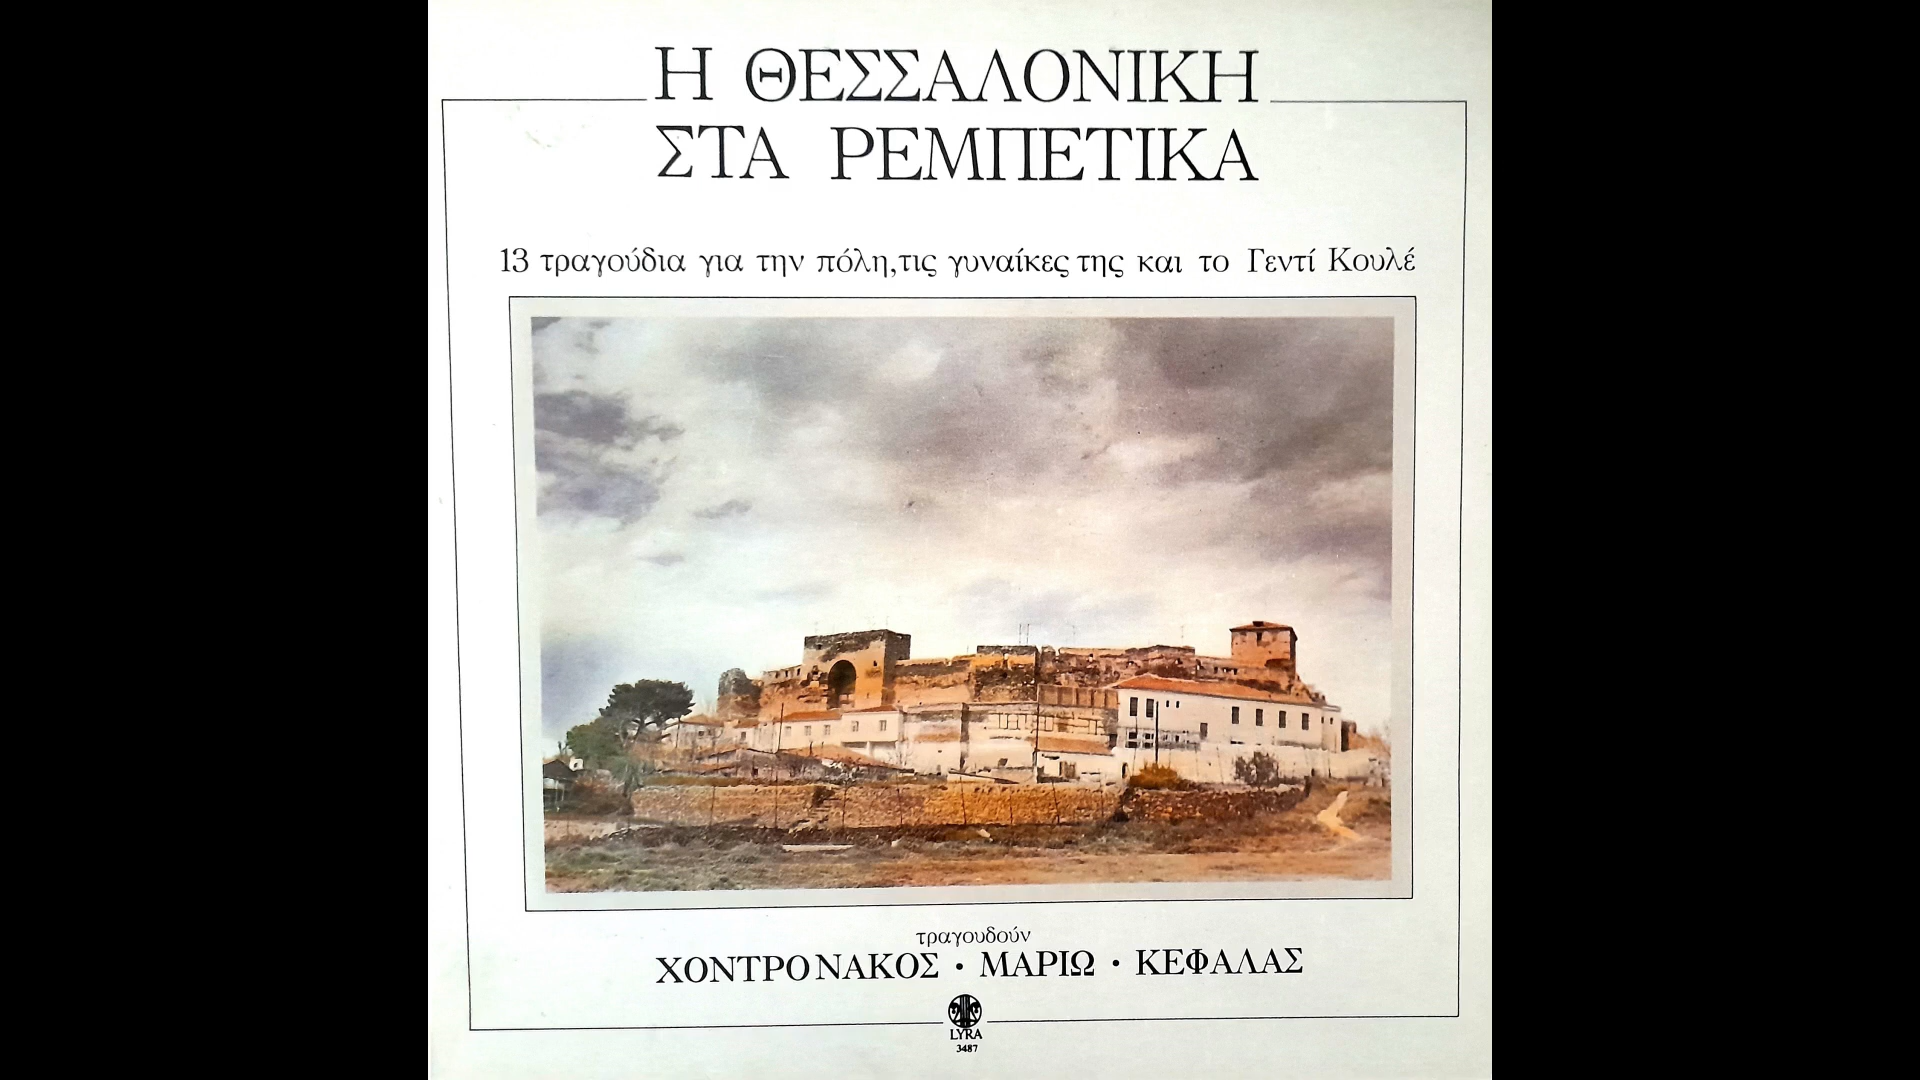 Η ΘΕΣΣΑΛΟΝΙΚΗ
ΣΤΑ ΡΕΜΠΕΤΙΚΑ
13 τραγούδια για την πόλη, τις γυναίκες της και το Γεντί Κουλέ
τραγουδούν
ΧΟΝΤΡΟΝΑΚΟΣ • ΜΑΡΙΩ • ΚΕΦΑΛΑΣ
LYRA
3487